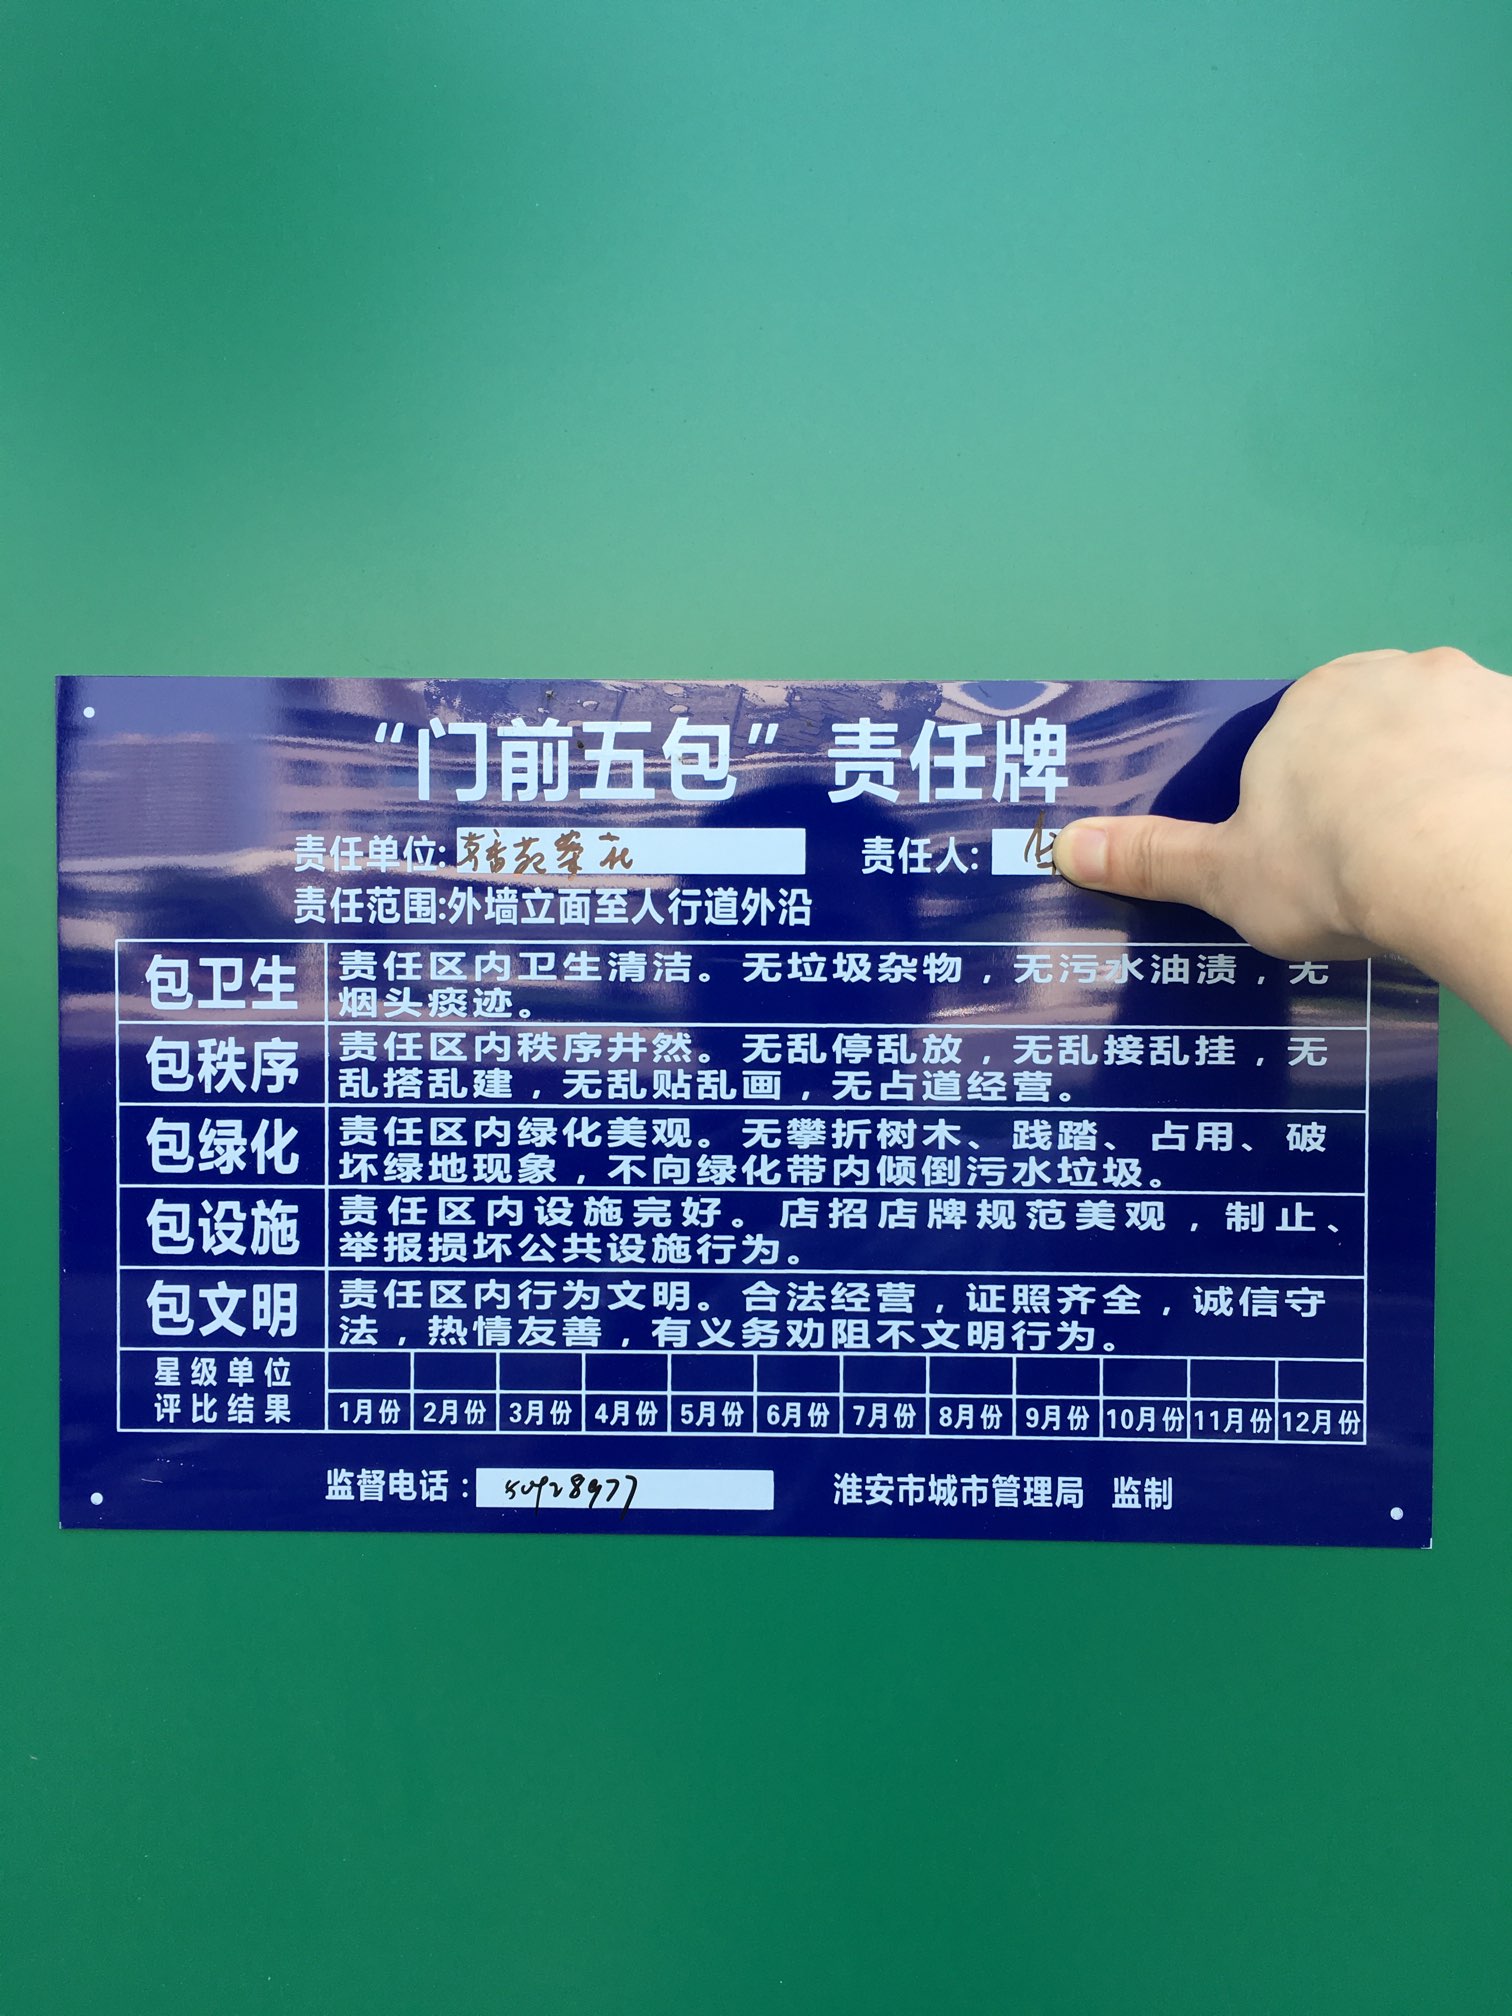 “门前五包”责任牌
责任单位: 责任人:
责任范围:外墙立面至人行道外沿
包卫生
责任区内卫生清洁。无垃圾杂物，无污水油渍，无
烟头痰迹。
包秩序
责任区内秩序井然。无乱停乱放，无乱接乱挂，无
乱搭乱建，无乱贴乱画，无占道经营。
包绿化
责任区内绿化美观。无攀折树木、践踏、占用、破
坏绿地现象，不向绿化带内倾倒污水垃圾。
包设施
责任区内设施完好。店招店牌规范美观，制止、
举报损坏公共设施行为。
包文明
责任区内行为文明。合法经营，证照齐全，诚信守
法，热情友善，有义务劝阻不文明行为。
星级单位
评比结果
1月份 2月份 3月份 4月份 5月份 6月份 7月份 8月份 9月份 10月份 11月份 12月份
监督电话： 淮安市城市管理局 监制